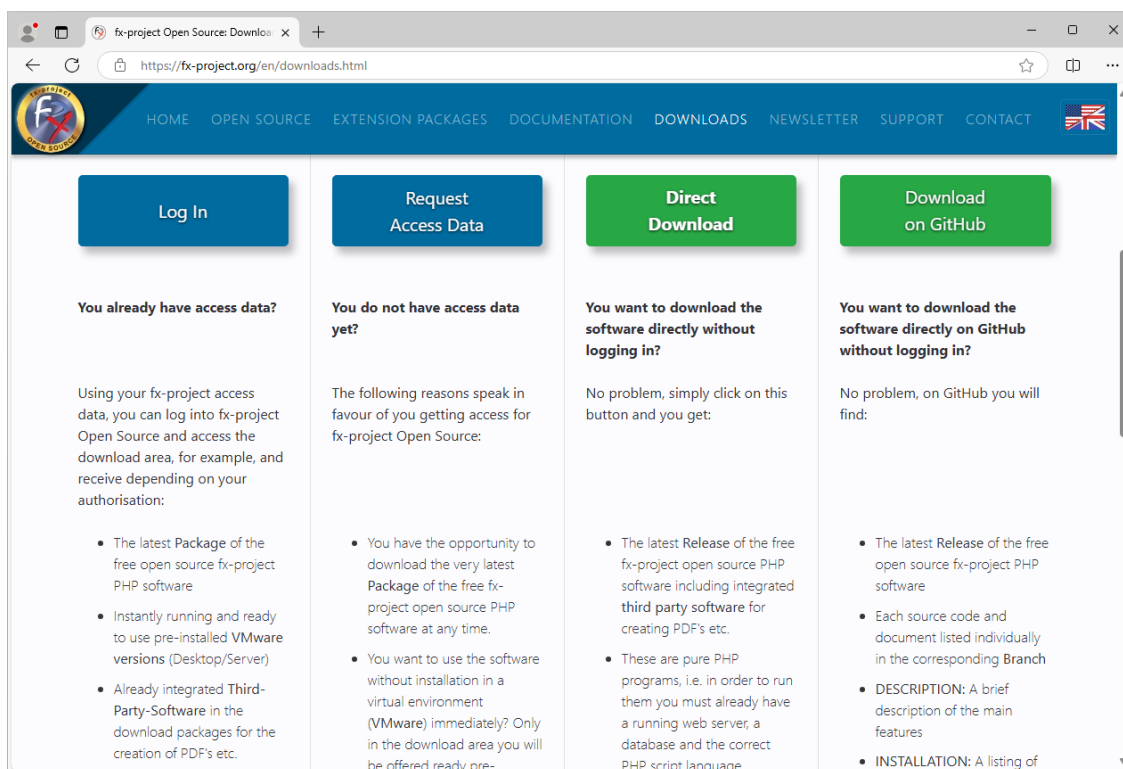 fx-project Open Source: Downloa
https://fx-project.org/en/downloads.html
fx-project
Fx
OPEN SOURCE
HOME OPEN SOURCE EXTENSION PACKAGES DOCUMENTATION DOWNLOADS NEWSLETTER SUPPORT CONTACT
Log In
You already have access data?
Using your fx-project access
data, you can log into fx-project
Open Source and access the
download area, for example, and
receive depending on your
authorisation:
• The latest Package of the
free open source fx-project
PHP software
• Instantly running and ready
to use pre-installed VMware
versions (Desktop/Server)
• Already integrated Third-
Party-Software in the
download packages for the
creation of PDF's etc.
Request
Access Data
You do not have access data
yet?
The following reasons speak in
favour of you getting access for
fx-project Open Source:
• You have the opportunity to
download the very latest
Package of the free fx-
project open source PHP
software at any time.
• You want to use the software
without installation in a
virtual environment
(VMware) immediately? Only
in the download area you will
be offered ready pre-
Direct
Download
You want to download the
software directly without
logging in?
No problem, simply click on this
button and you get:
• The latest Release of the free
fx-project open source PHP
software including integrated
third party software for
creating PDF's etc.
• These are pure PHP
programs, i.e. in order to run
them you must already have
a running web server, a
database and the correct
PHP script language
Download
on GitHub
You want to download the
software directly on GitHub
without logging in?
No problem, on GitHub you will
find:
• The latest Release of the free
open source fx-project PHP
software
• Each source code and
document listed individually
in the corresponding Branch
• DESCRIPTION: A brief
description of the main
features
• INSTALLATION: A listing of